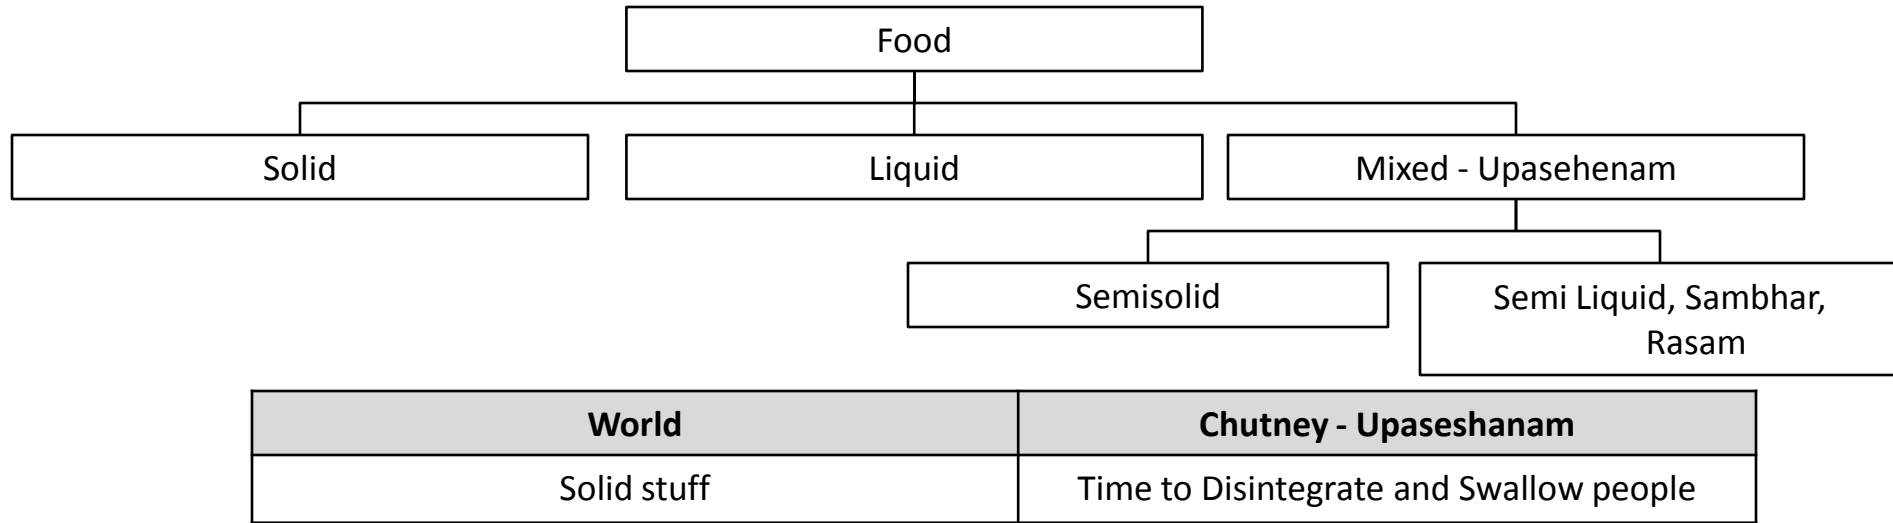 Food
Solid
Liquid
Mixed - Upasehenam
Semisolid
Semi Liquid, Sambhar,
Rasam
World
Chutney - Upaseshanam
Solid stuff
Time to Disintegrate and Swallow people